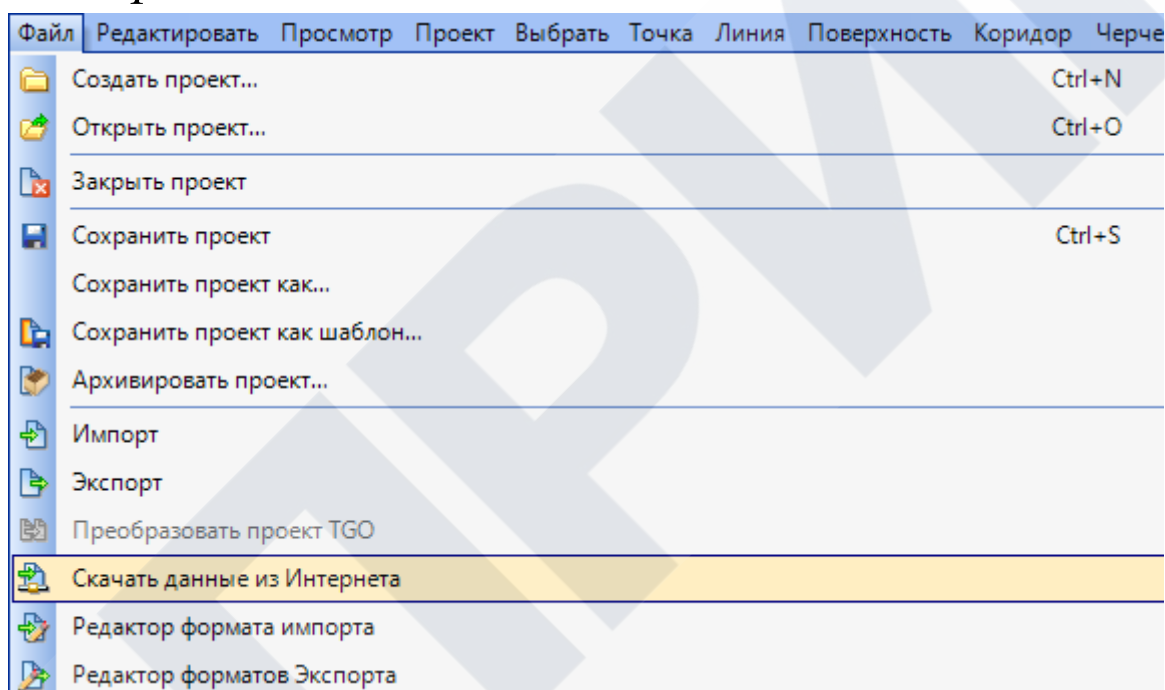 Файл Редактировать Просмотр Проект Выбрать Точка Линия Поверхность Коридор Черче
Создать проект... Ctrl+N
Открыть проект... Ctrl+O
Закрыть проект
Сохранить проект Ctrl+S
Сохранить проект как...
Сохранить проект как шаблон...
Архивировать проект...
Импорт
Экспорт
Преобразовать проект TGO
Скачать данные из Интернета
Редактор формата импорта
Редактор форматов Экспорта